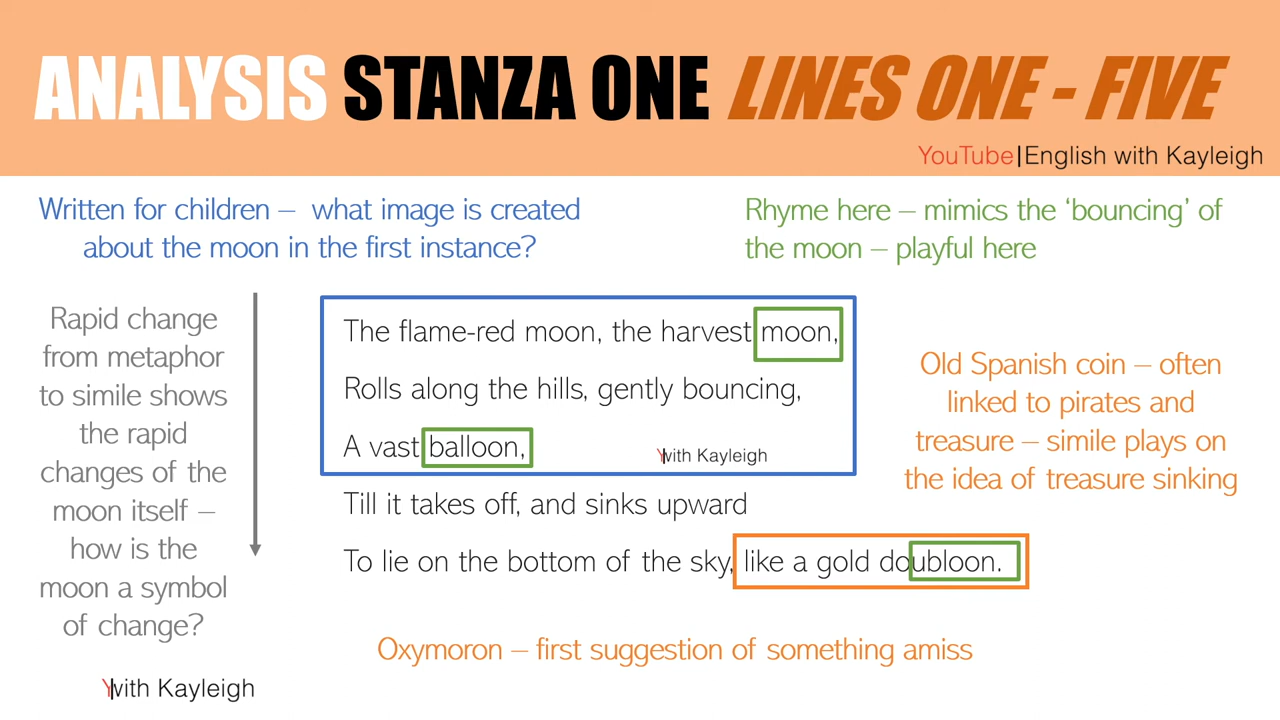 ANALYSIS STANZA ONE LINES ONE - FIVE
YouTube|English with Kayleigh
Written for children – what image is created
about the moon in the first instance?
Rhyme here – mimics the ‘bouncing’ of
the moon – playful here
Rapid change
from metaphor
to simile shows
the rapid
changes of the
moon itself –
how is the
moon a symbol
of change?
The flame-red moon, the harvest moon,
Rolls along the hills, gently bouncing,
A vast balloon,
Y|with Kayleigh
Till it takes off, and sinks upward
To lie on the bottom of the sky, like a gold doubloon.
Old Spanish coin – often
linked to pirates and
treasure – simile plays on
the idea of treasure sinking
Oxymoron – first suggestion of something amiss
Y|with Kayleigh